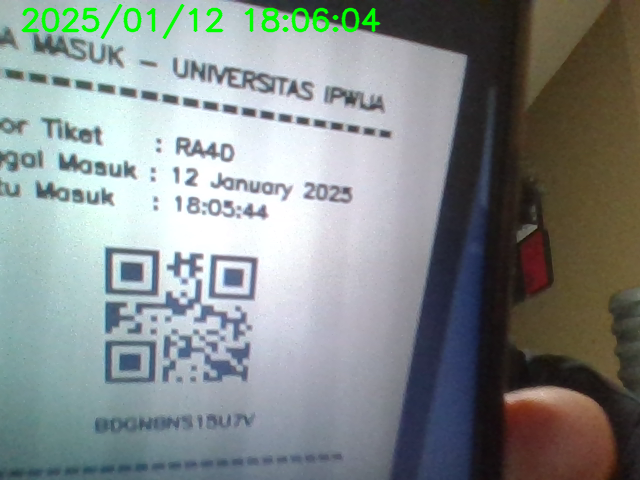 2025/01/12 18:06:04
A MASUK - UNIVERSITAS IPWIJA
or Tiket : RA4D
ggal Masuk : 12 January 2025
tu Masuk : 18:05:44
BDGN8NS15U7V